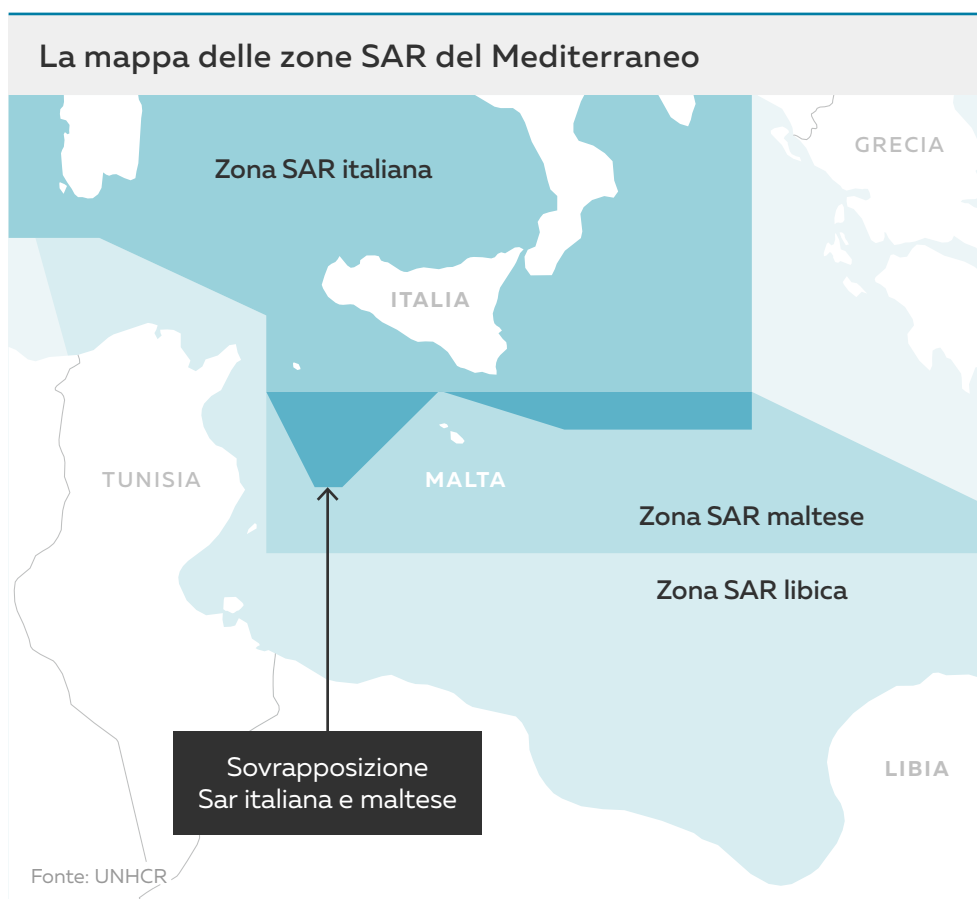 La mappa delle zone SAR del Mediterraneo
GRECIA
Zona SAR italiana
ITALIA
TUNISIA
MALTA
Zona SAR maltese
Zona SAR libica
Sovrapposizione
Sar italiana e maltese
LIBIA
Fonte: UNHCR